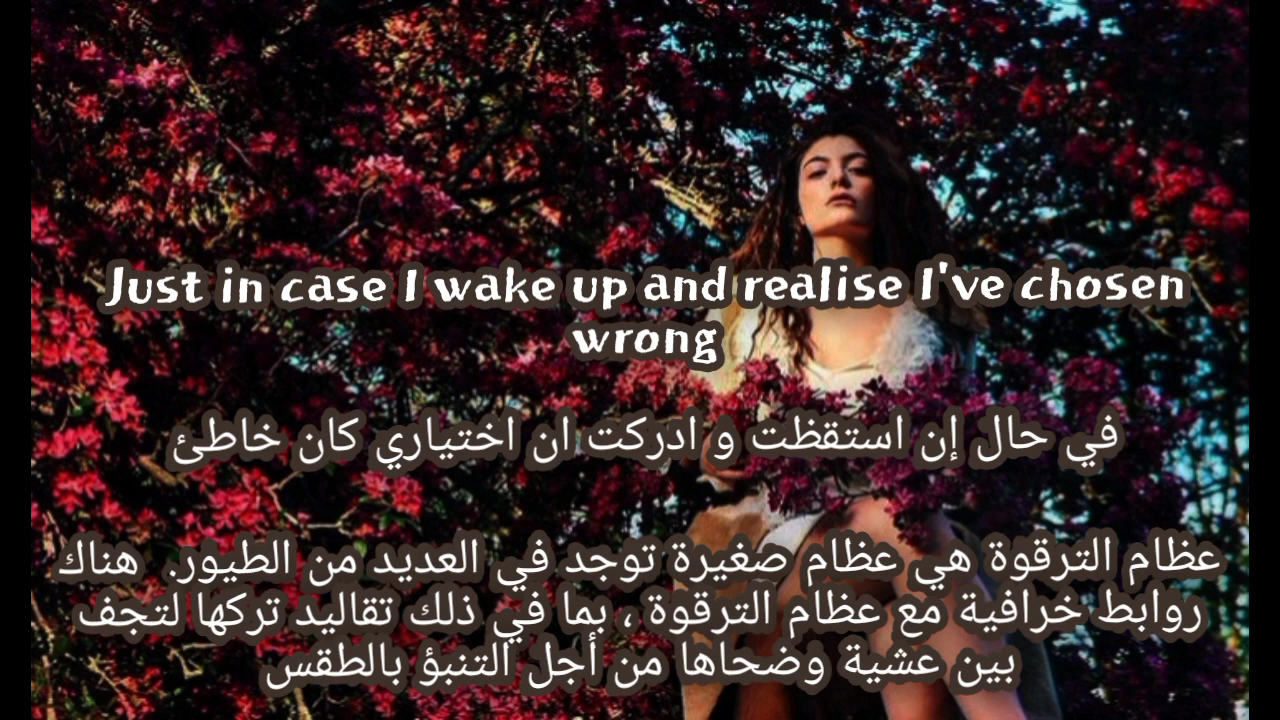 Just in case I wake up and realise I've chosen
wrong
في حال إن استقظت و ادركت ان اختياري كان خاطئ
عظام الترقوة هي عظام صغيرة توجد في العديد من الطيور. هناك
روابط خرافية مع عظام الترقوة ، بما في ذلك تقاليد تركها لتجف
بين عشية وضحاها من أجل التنبؤ بالطقس